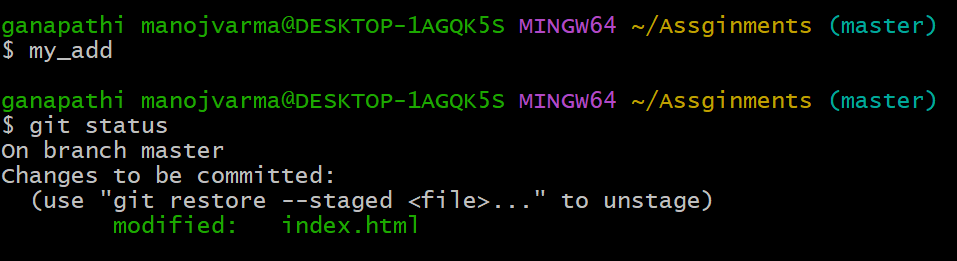 ganapathi manojvarma@DESKTOP-1AGQK5S MINGW64 ~/Assginments (master)
$ my_add
ganapathi manojvarma@DESKTOP-1AGQK5S MINGW64 ~/Assginments (master)
$ git status
On branch master
Changes to be committed:
  (use "git restore --staged <file>..." to unstage)
        modified:   index.html